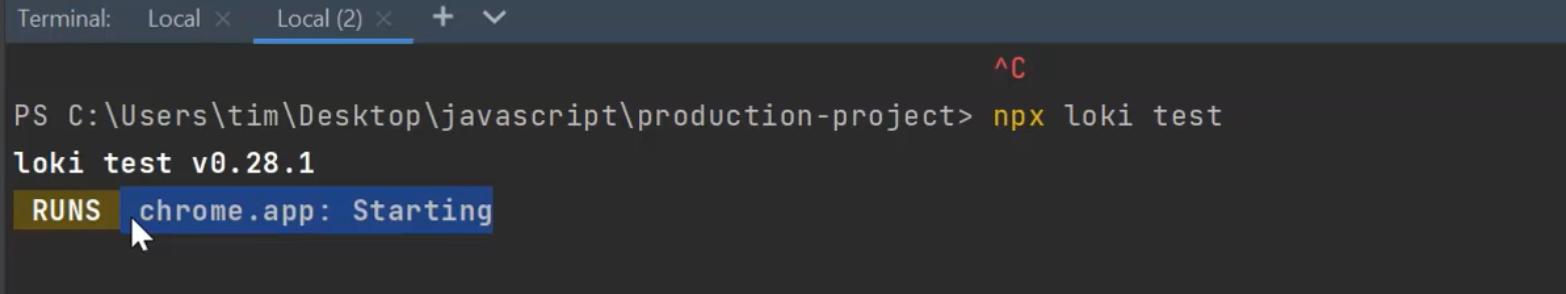 Terminal: Local × Local (2) × +
^C
PS C:\Users\tim\Desktop\javascript\production-project> npx loki test
loki test v0.28.1
RUNS chrome.app: Starting